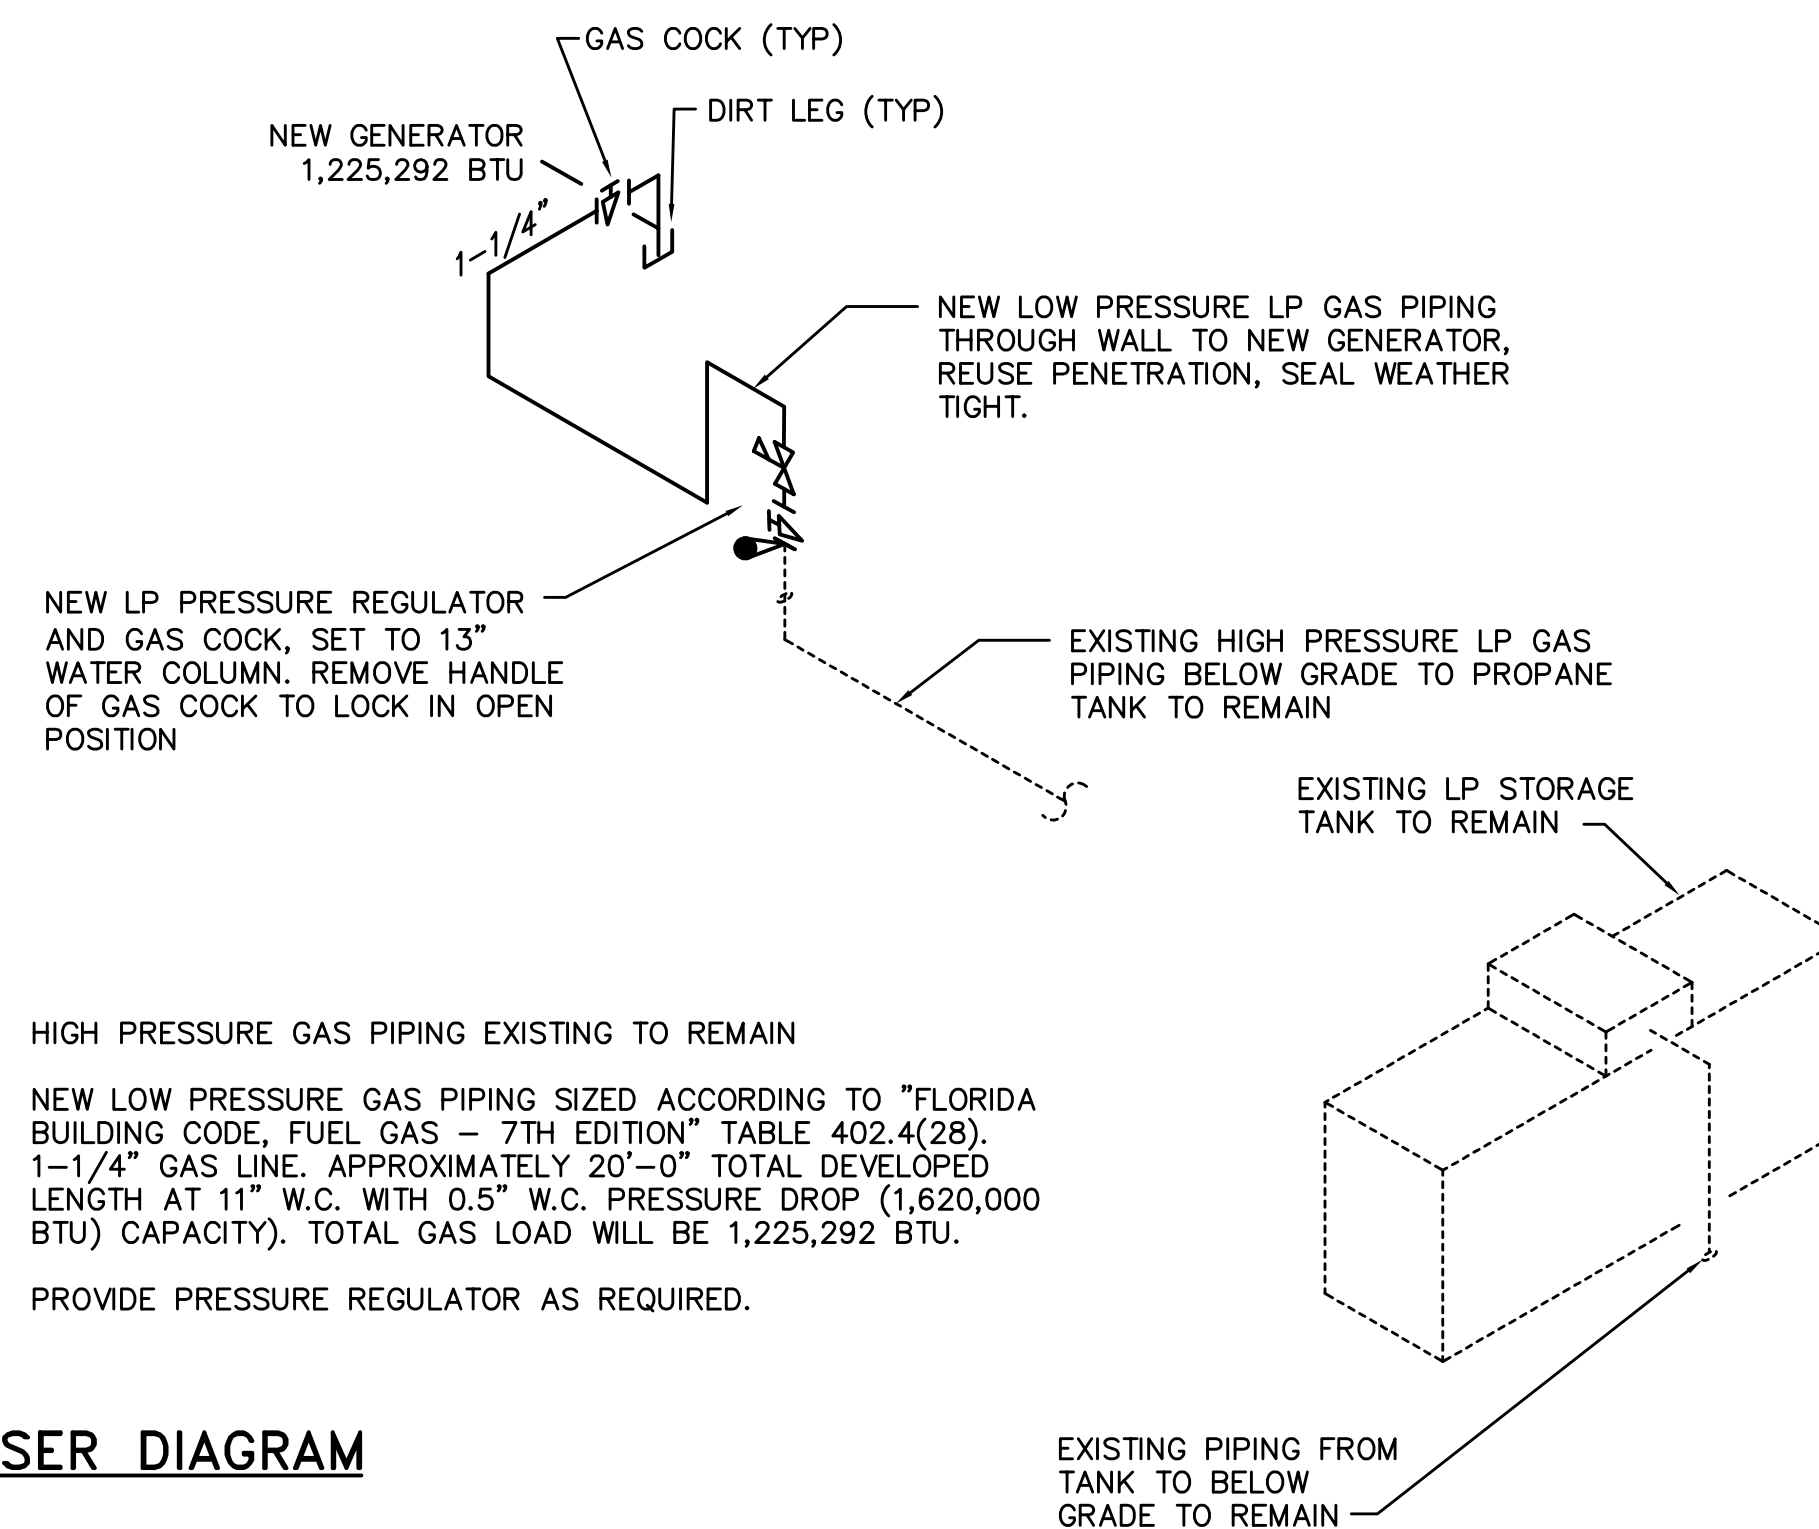 GAS COCK (TYP)
DIRT LEG (TYP)
NEW GENERATOR
1,225,292 BTU
1-1/4"
NEW LOW PRESSURE LP GAS PIPING
THROUGH WALL TO NEW GENERATOR,
REUSE PENETRATION, SEAL WEATHER
TIGHT.
NEW LP PRESSURE REGULATOR
AND GAS COCK, SET TO 13"
WATER COLUMN. REMOVE HANDLE
OF GAS COCK TO LOCK IN OPEN
POSITION
EXISTING HIGH PRESSURE LP GAS
PIPING BELOW GRADE TO PROPANE
TANK TO REMAIN
EXISTING LP STORAGE
TANK TO REMAIN
HIGH PRESSURE GAS PIPING EXISTING TO REMAIN
NEW LOW PRESSURE GAS PIPING SIZED ACCORDING TO "FLORIDA
BUILDING CODE, FUEL GAS – 7TH EDITION" TABLE 402.4(28).
1-1/4" GAS LINE. APPROXIMATELY 20'-0" TOTAL DEVELOPED
LENGTH AT 11" W.C. WITH 0.5" W.C. PRESSURE DROP (1,620,000
BTU) CAPACITY). TOTAL GAS LOAD WILL BE 1,225,292 BTU.
PROVIDE PRESSURE REGULATOR AS REQUIRED.
SER DIAGRAM
EXISTING PIPING FROM
TANK TO BELOW
GRADE TO REMAIN